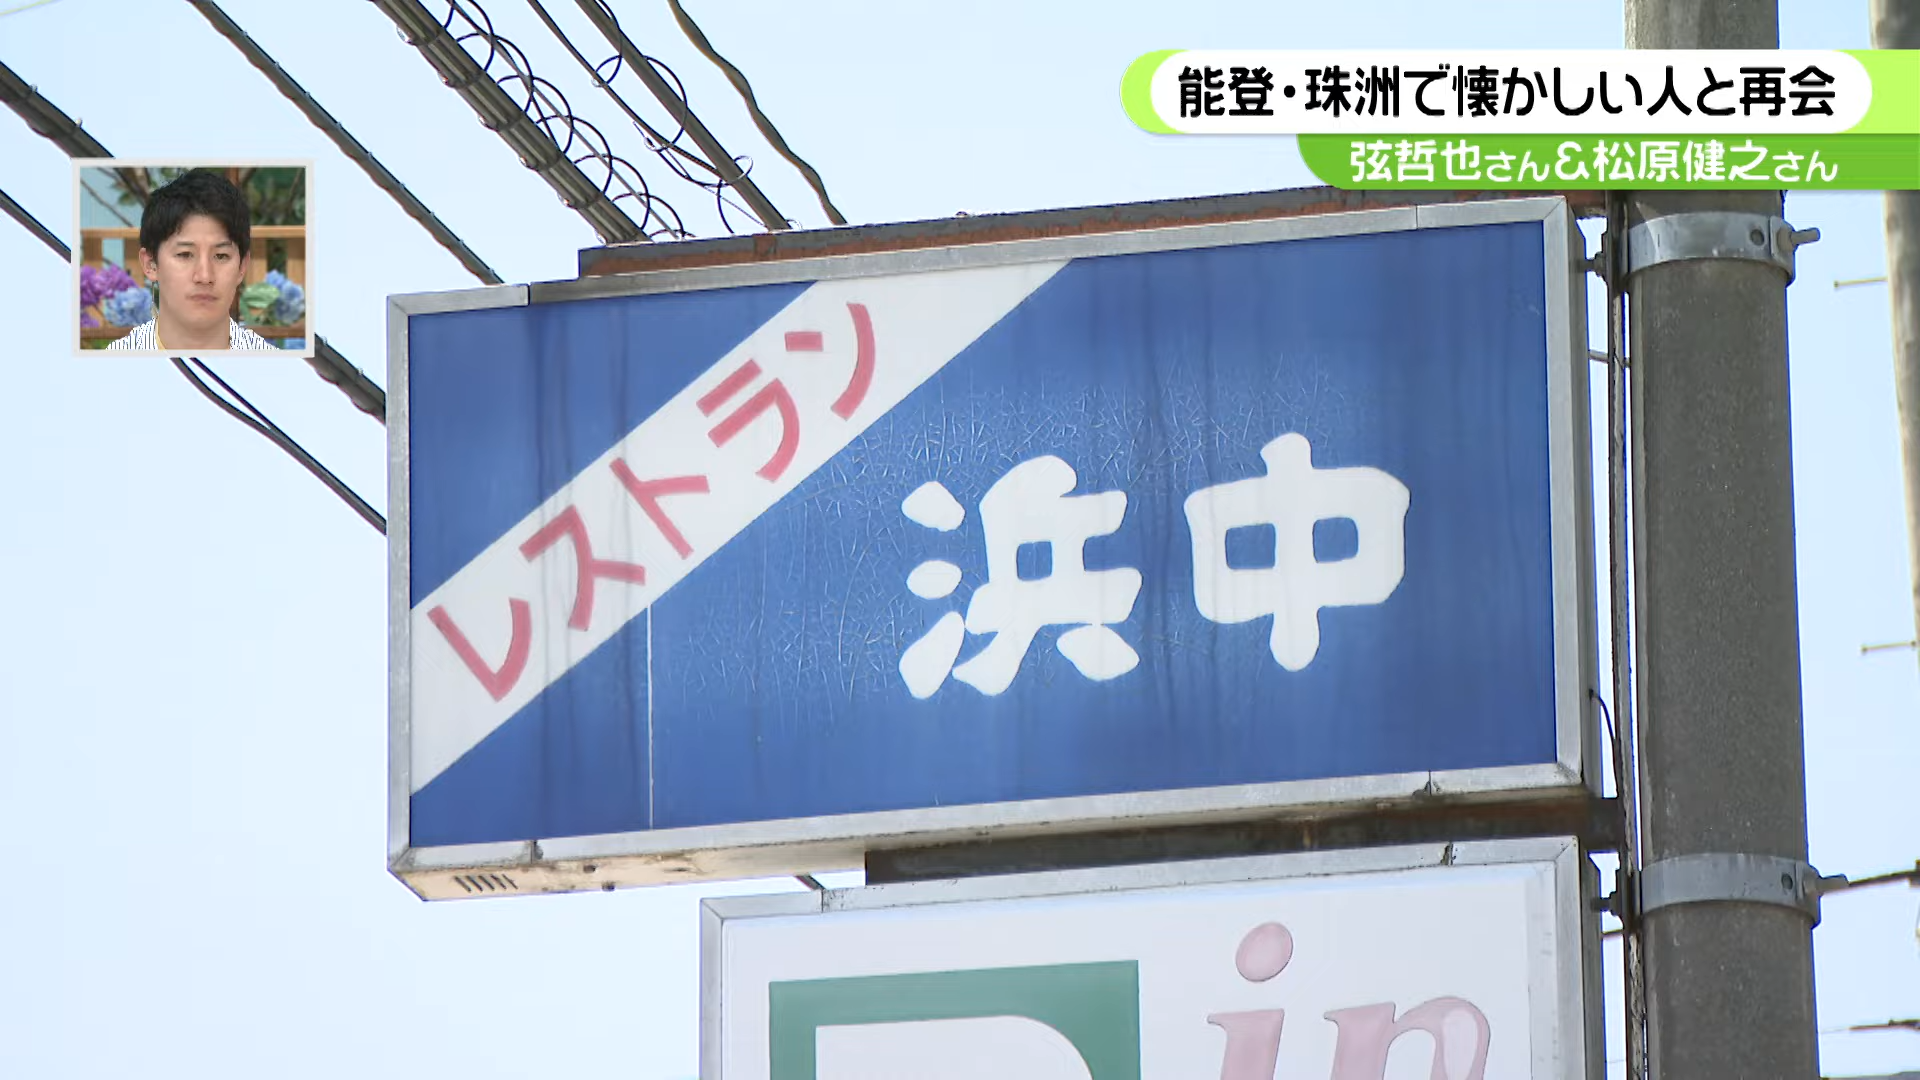 能登・珠洲で懐かしい人と再会
弦哲也さん&松原健之さん
レストラン
浜中
in